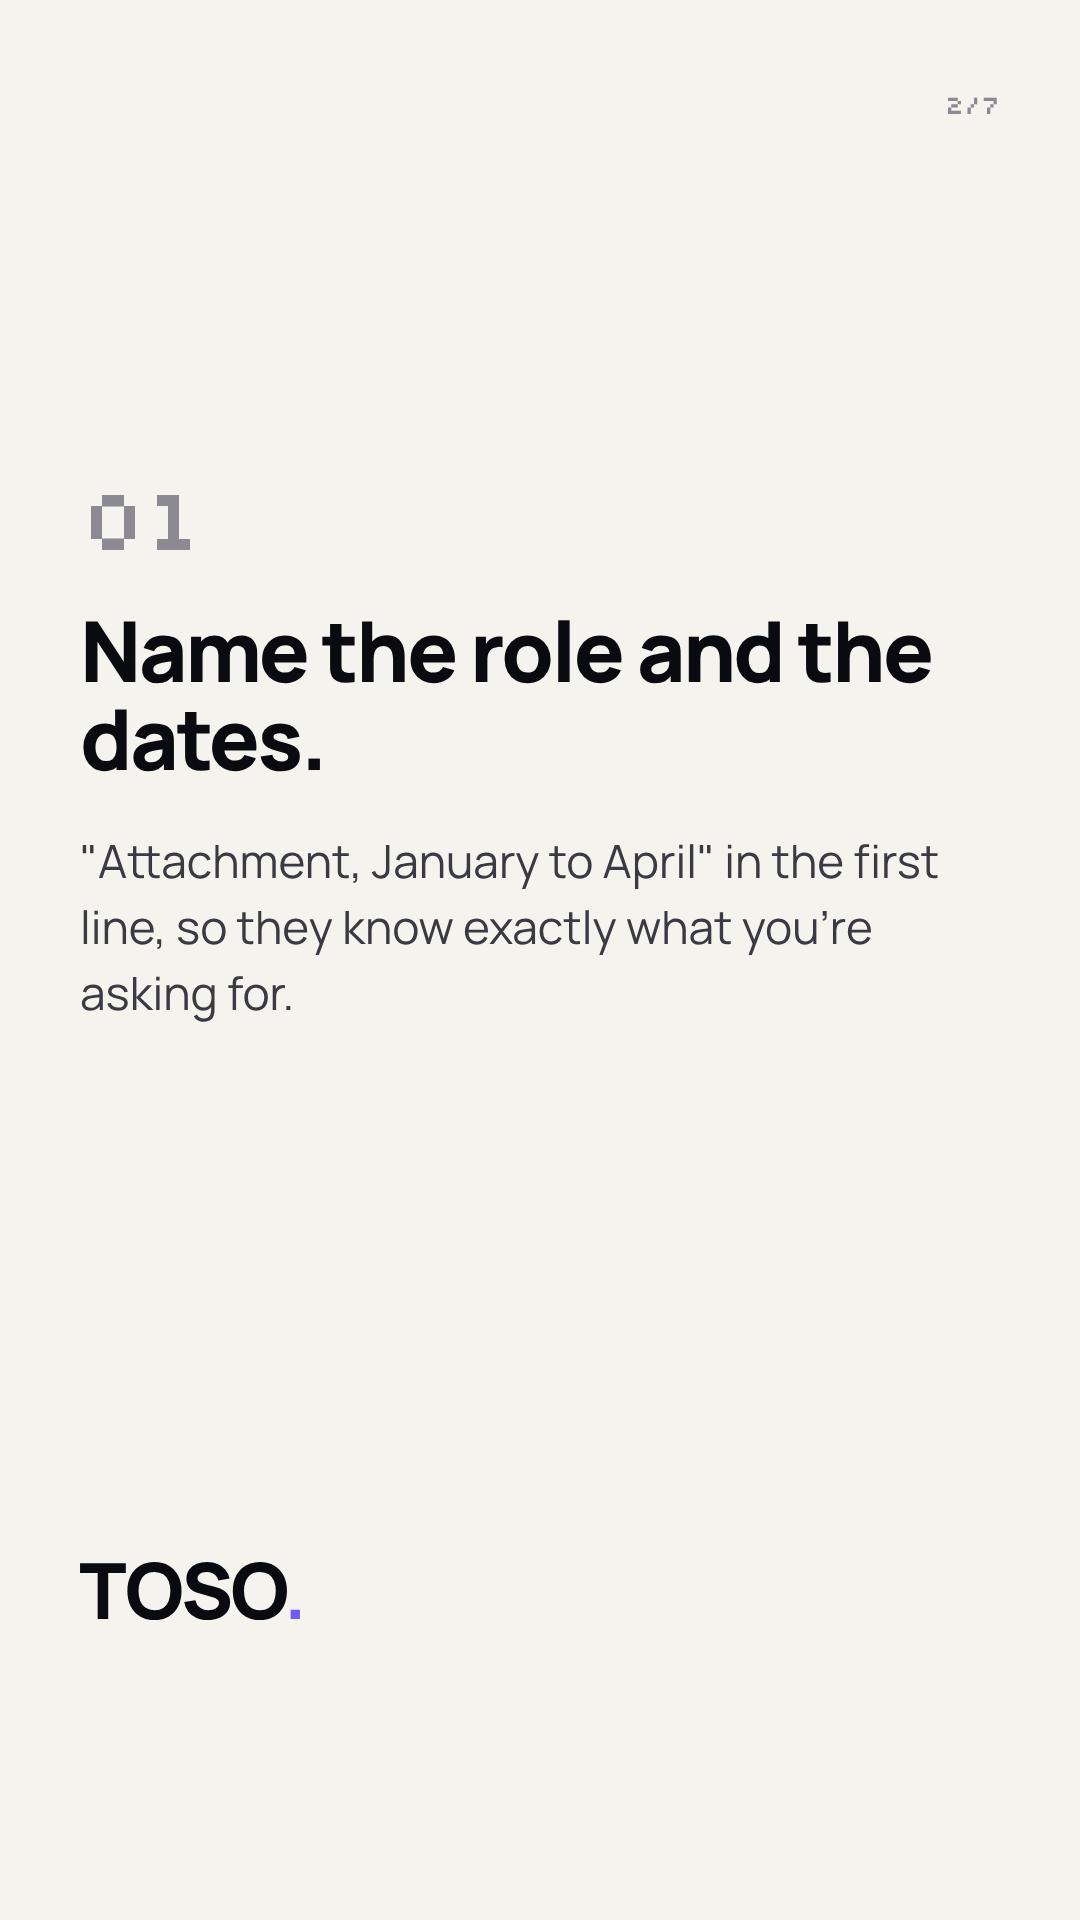 2/7
01
Name the role and the
dates.
"Attachment, January to April" in the first
line, so they know exactly what you’re
asking for.
TOSO.